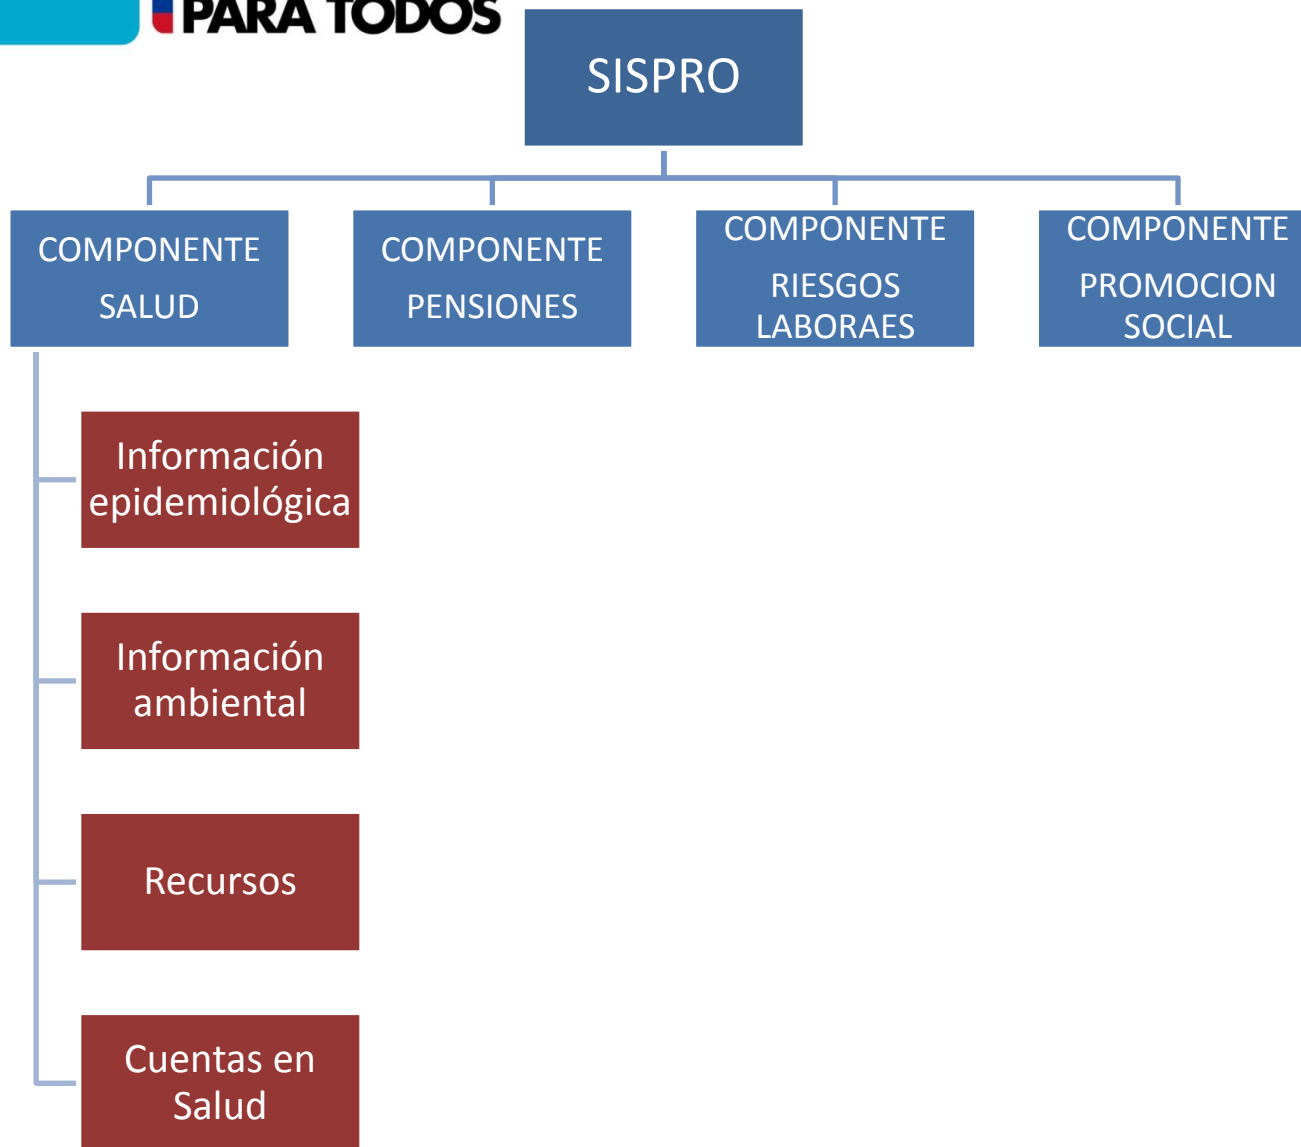 PARA TODOS
SISPRO
COMPONENTE
SALUD
COMPONENTE
PENSIONES
COMPONENTE
RIESGOS
LABORAES
COMPONENTE
PROMOCION
SOCIAL
Información
epidemiológica
Información
ambiental
Recursos
Cuentas en
Salud